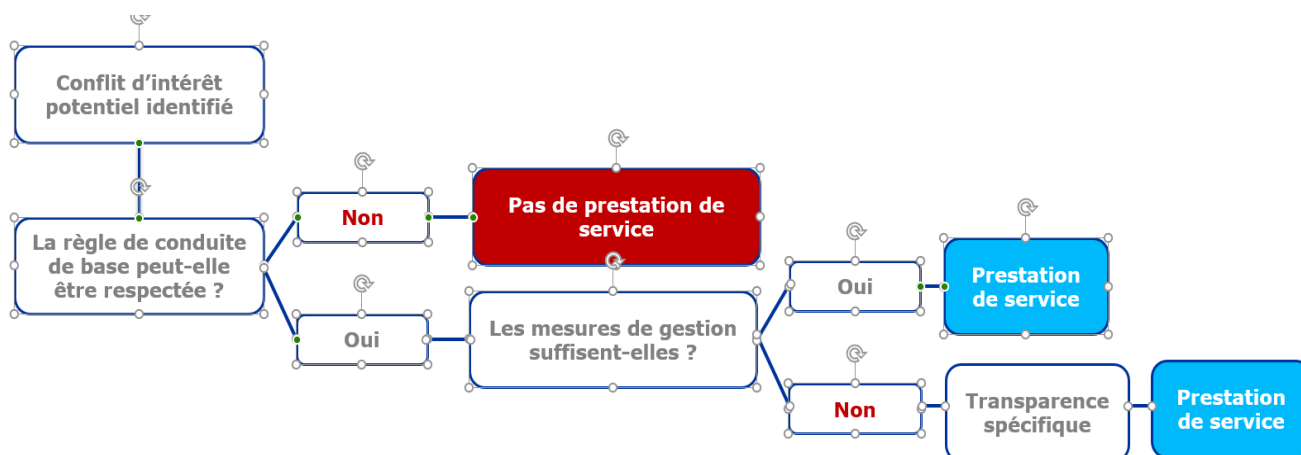 Conflit d’intérêt
potentiel identifié
La règle de conduite
de base peut-elle
être respectée ?
Non
Pas de prestation de
service
Oui
Les mesures de gestion
suffisent-elles ?
Oui
Prestation
de service
Non
Transparence
spécifique
Prestation
de service